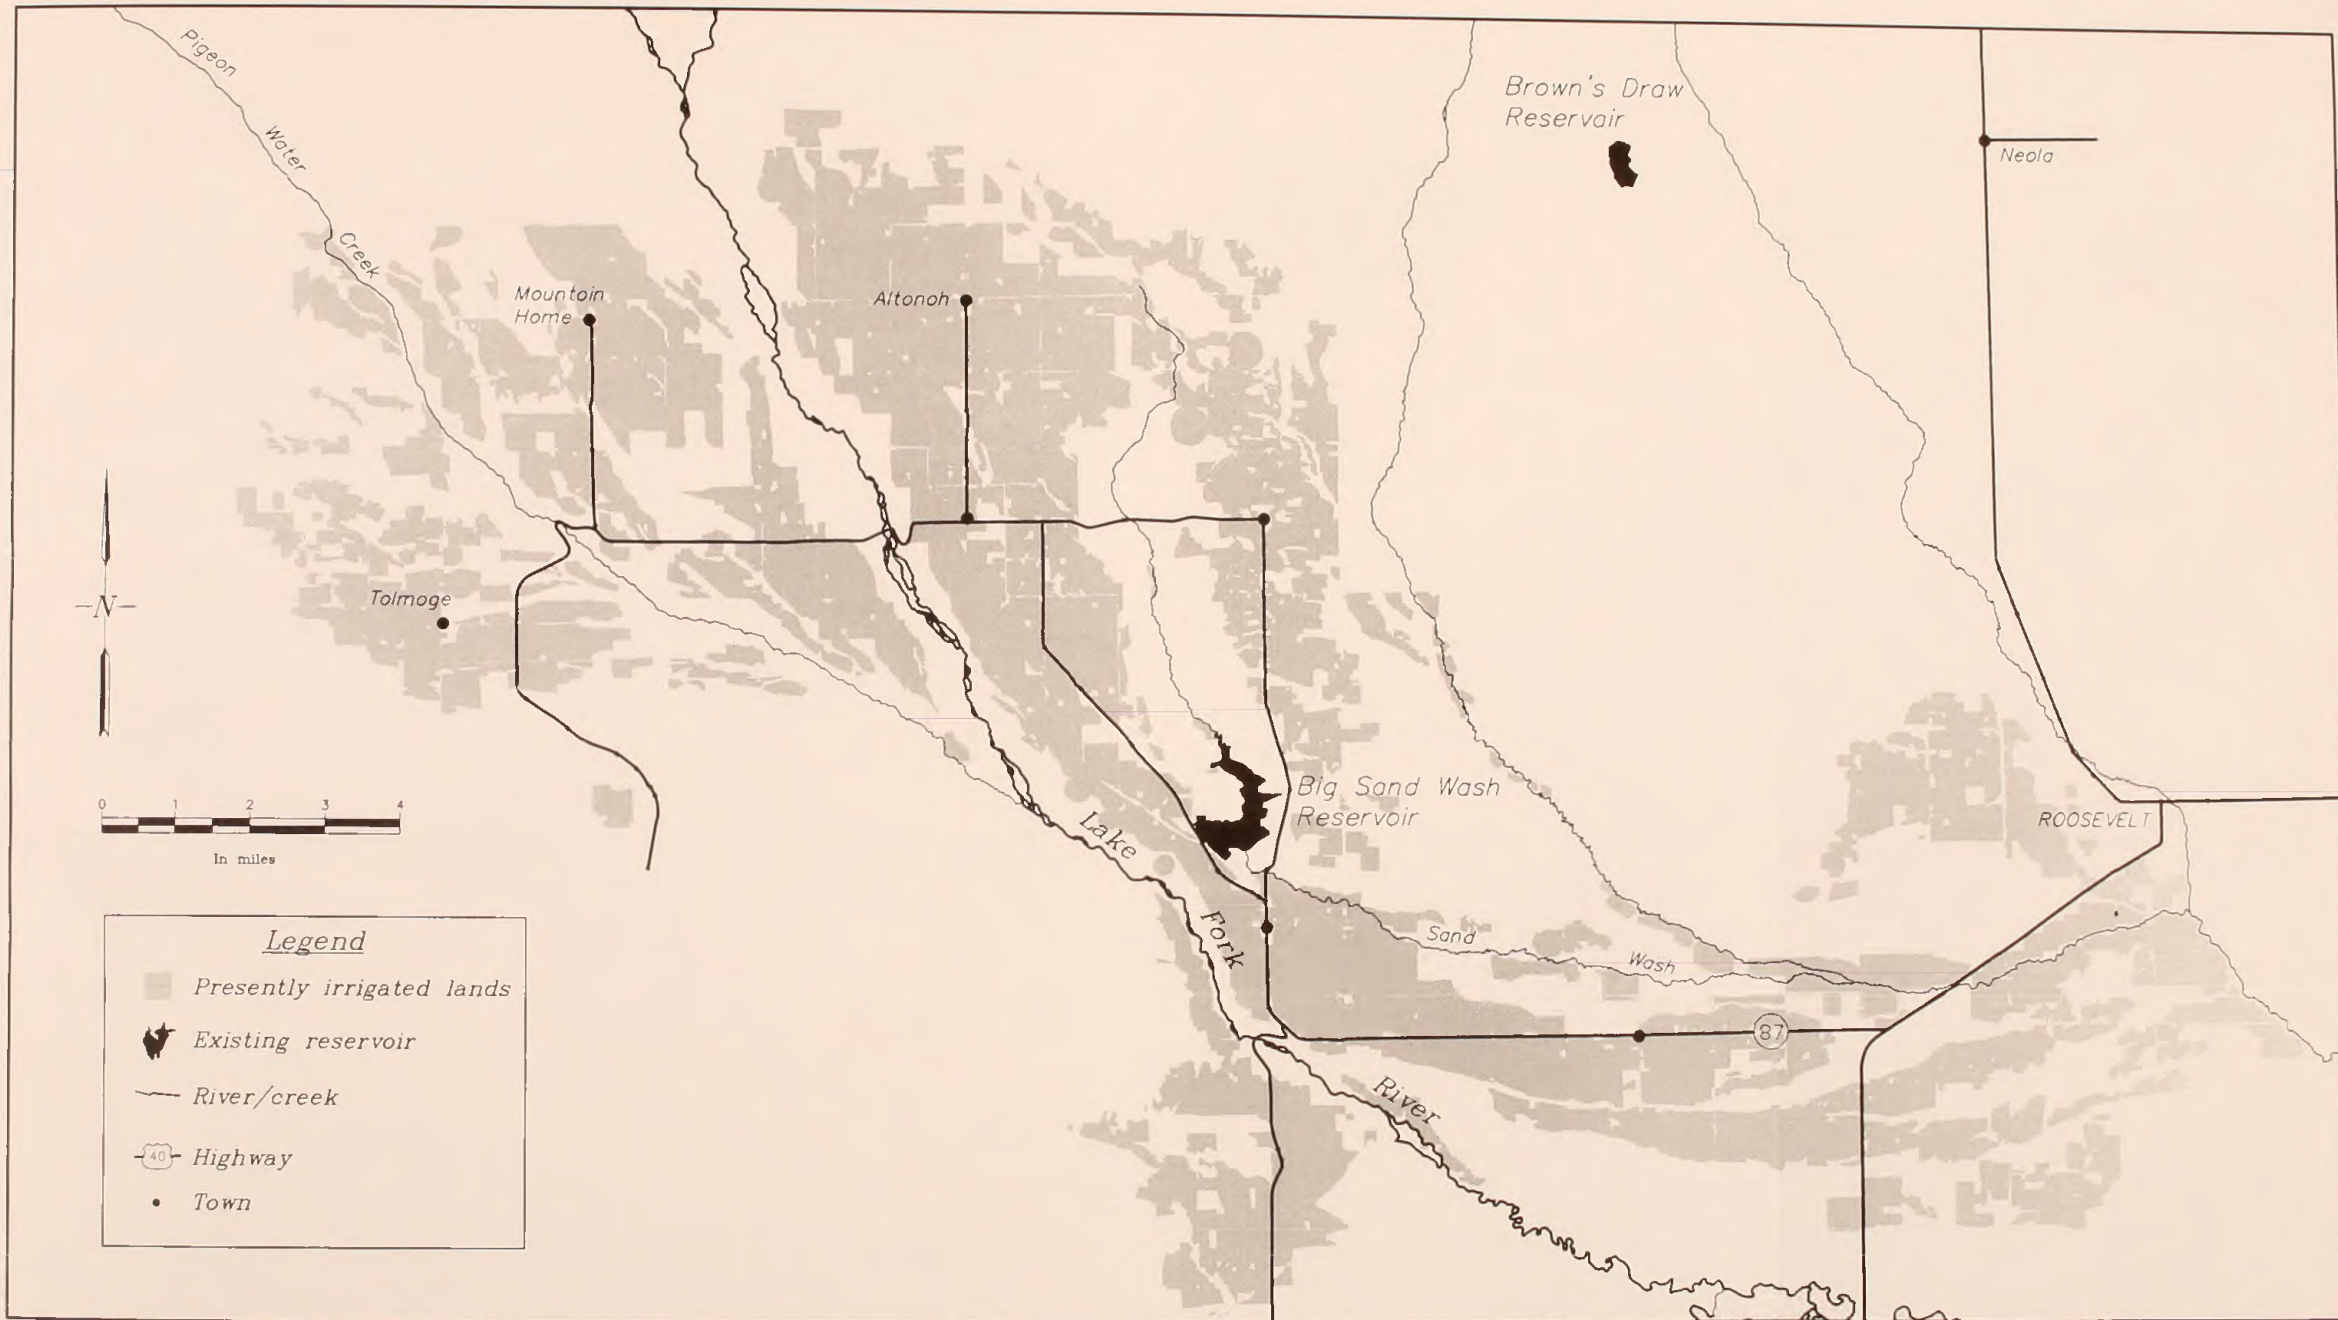 Pigeon
Water
Creek
Brown's Draw
Reservoir
Neola
Mountain
Home
Altonah
Talmage
-N-
0 1 2 3 4
In miles
Big Sand Wash
Reservoir
ROOSEVELT
Lake
Fork
River
Sand
Wash
87
Legend
Presently irrigated lands
Existing reservoir
River/creek
40 Highway
Town